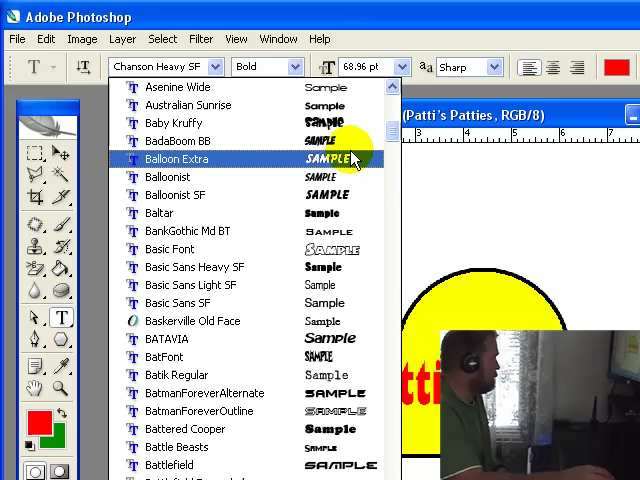 Adobe Photoshop
File Edit Image Layer Select Filter View Window Help
T Chanson Heavy SF Bold T 68.96 pt aa Sharp
(Patti's Patties, RGB/8)
3 4 5 6 7
Asenine Wide Sample
Australian Sunrise Sample
Baby Kruffy Sample
BadaBoom BB SAMPLE
Balloon Extra SAMPLE
Balloonist SAMPLE
Balloonist SF SAMPLE
Baltar Sample
BankGothic Md BT SAMPLE
Basic Font SAMPLE
Basic Sans Heavy SF Sample
Basic Sans Light SF Sample
Basic Sans SF Sample
Baskerville Old Face Sample
BATAVIA Sample
BatFont SAMPLE
Batik Regular Sample
BatmanForeverAlternate SAMPLE
BatmanForeverOutline SAMPLE
Battered Cooper Sample
Battle Beasts SAMPLE
Battlefield SAMPLE
tti